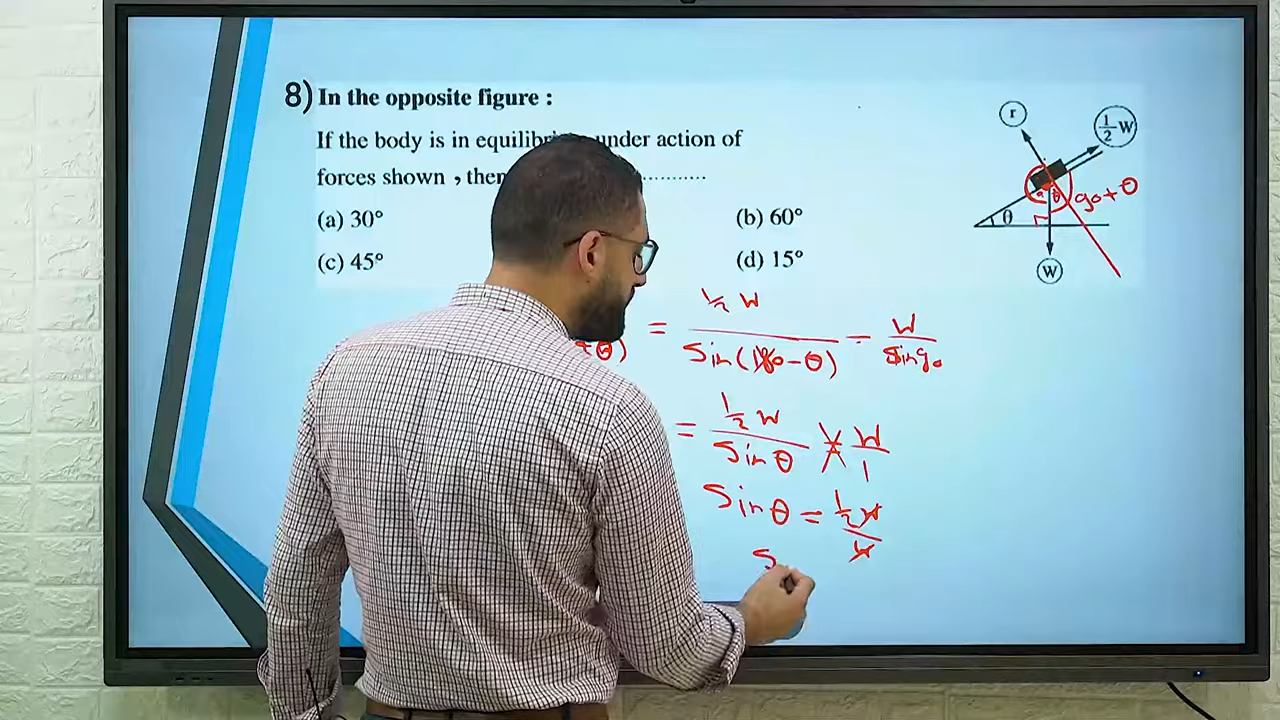 8) In the opposite figure :
If the body is in equilibri under action of
forces shown , then ..........
(a) 30° (b) 60°
(c) 45° (d) 15°
r
1/2 W
θ
a θ 90+θ
W
+θ) = 1/2 W / Sin(180-θ) = W / Sin90
= 1/2 W / Sin θ = W / 1
Sin θ = 1/2 W / W
S